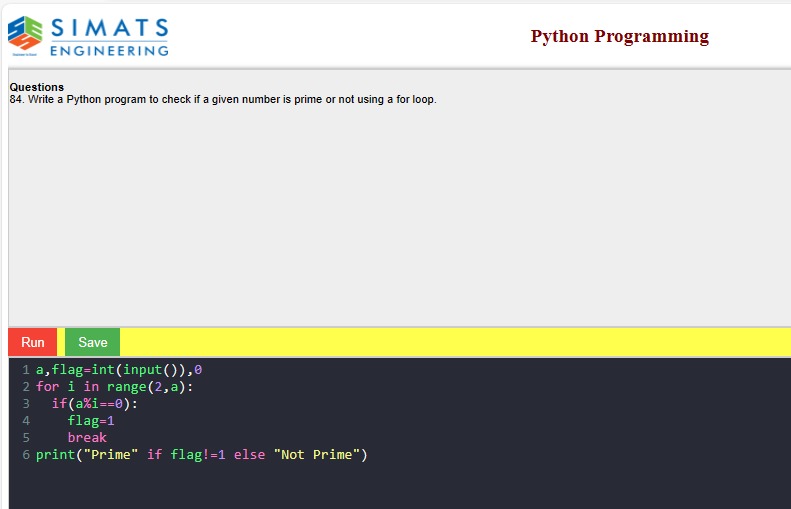 SIMATS
ENGINEERING
Python Programming
Questions
84. Write a Python program to check if a given number is prime or not using a for loop.
Run Save
1 a,flag=int(input()),0
2 for i in range(2,a):
3   if(a%i==0):
4     flag=1
5     break
6 print("Prime" if flag!=1 else "Not Prime")